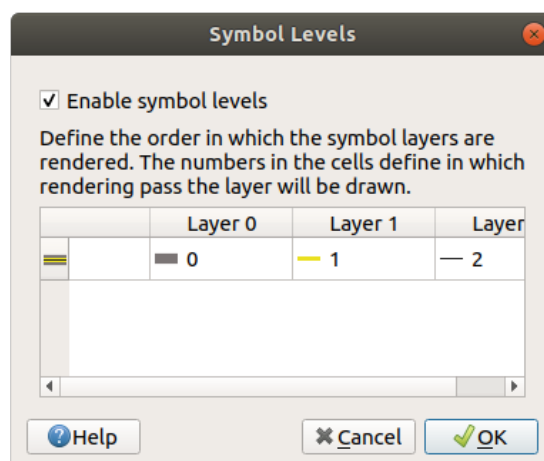 Symbol Levels
Enable symbol levels
Define the order in which the symbol layers are
rendered. The numbers in the cells define in which
rendering pass the layer will be drawn.
Layer 0 Layer 1 Layer
0 1 2
Help Cancel OK